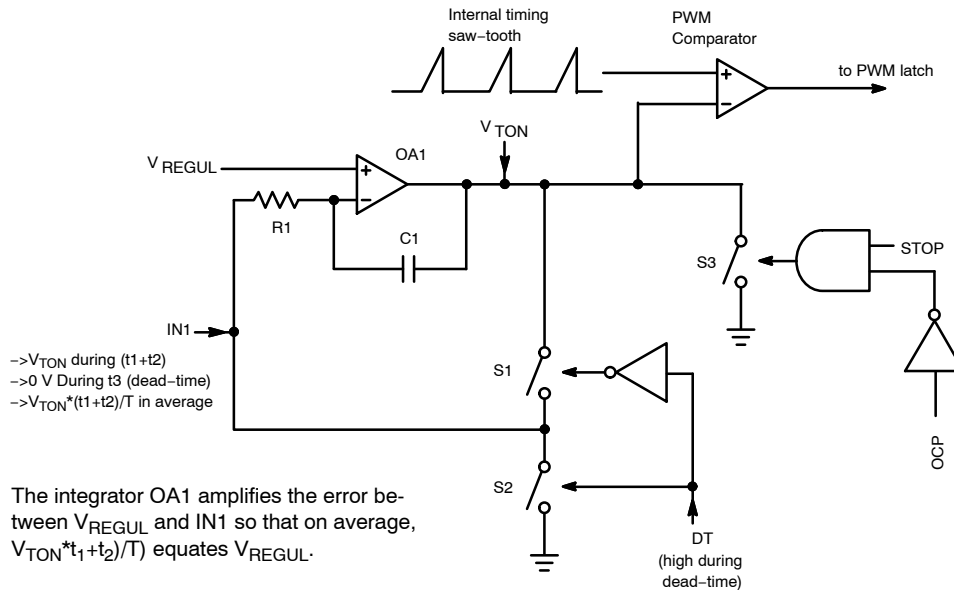 Internal timing
saw-tooth
PWM
Comparator
to PWM latch
V TON
V REGUL
OA1
R1
C1
S3
STOP
IN1
–>VTON during (t1+t2)
–>0 V During t3 (dead–time)
–>VTON*(t1+t2)/T in average
S1
S2
OCP
DT
(high during
dead–time)
The integrator OA1 amplifies the error be-
tween VREGUL and IN1 so that on average,
VTON*t1+t2)/T) equates VREGUL.